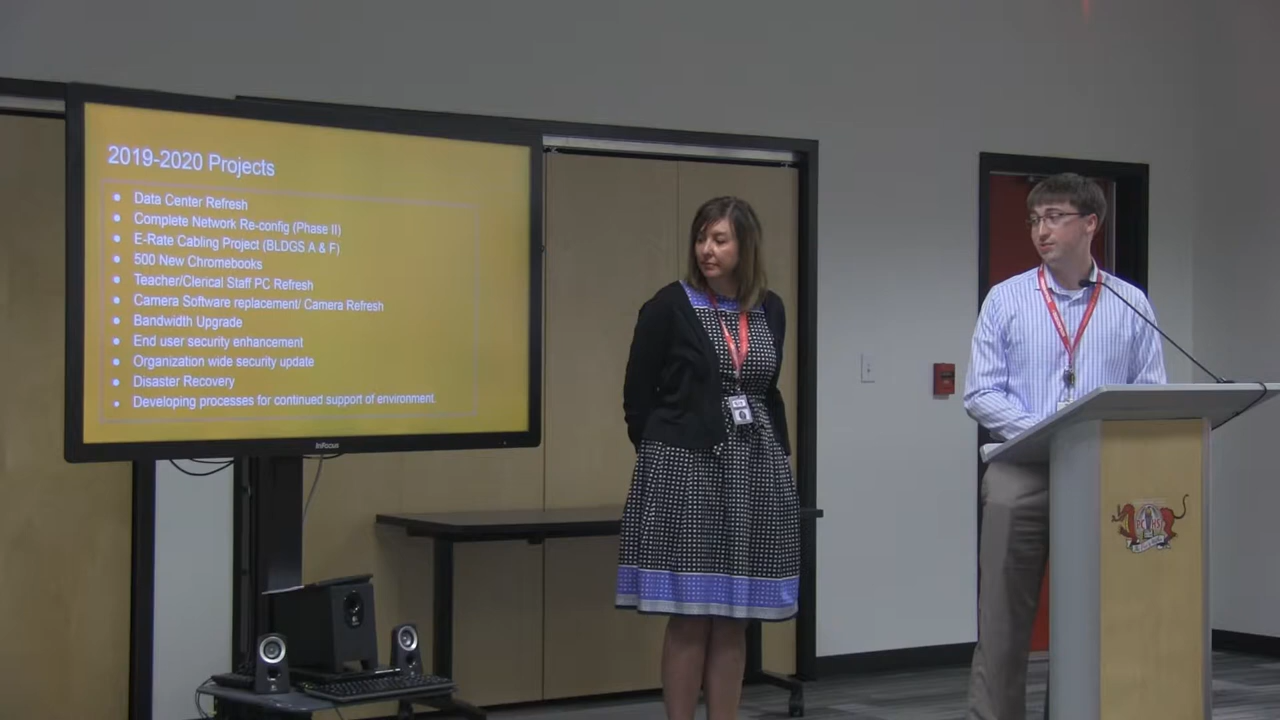 2019-2020 Projects
Data Center Refresh
Complete Network Re-config (Phase II)
E-Rate Cabling Project (BLDGS A & F)
500 New Chromebooks
Teacher/Clerical Staff PC Refresh
Camera Software replacement/ Camera Refresh
Bandwidth Upgrade
End user security enhancement
Organization wide security update
Disaster Recovery
Developing processes for continued support of environment.
InFocus